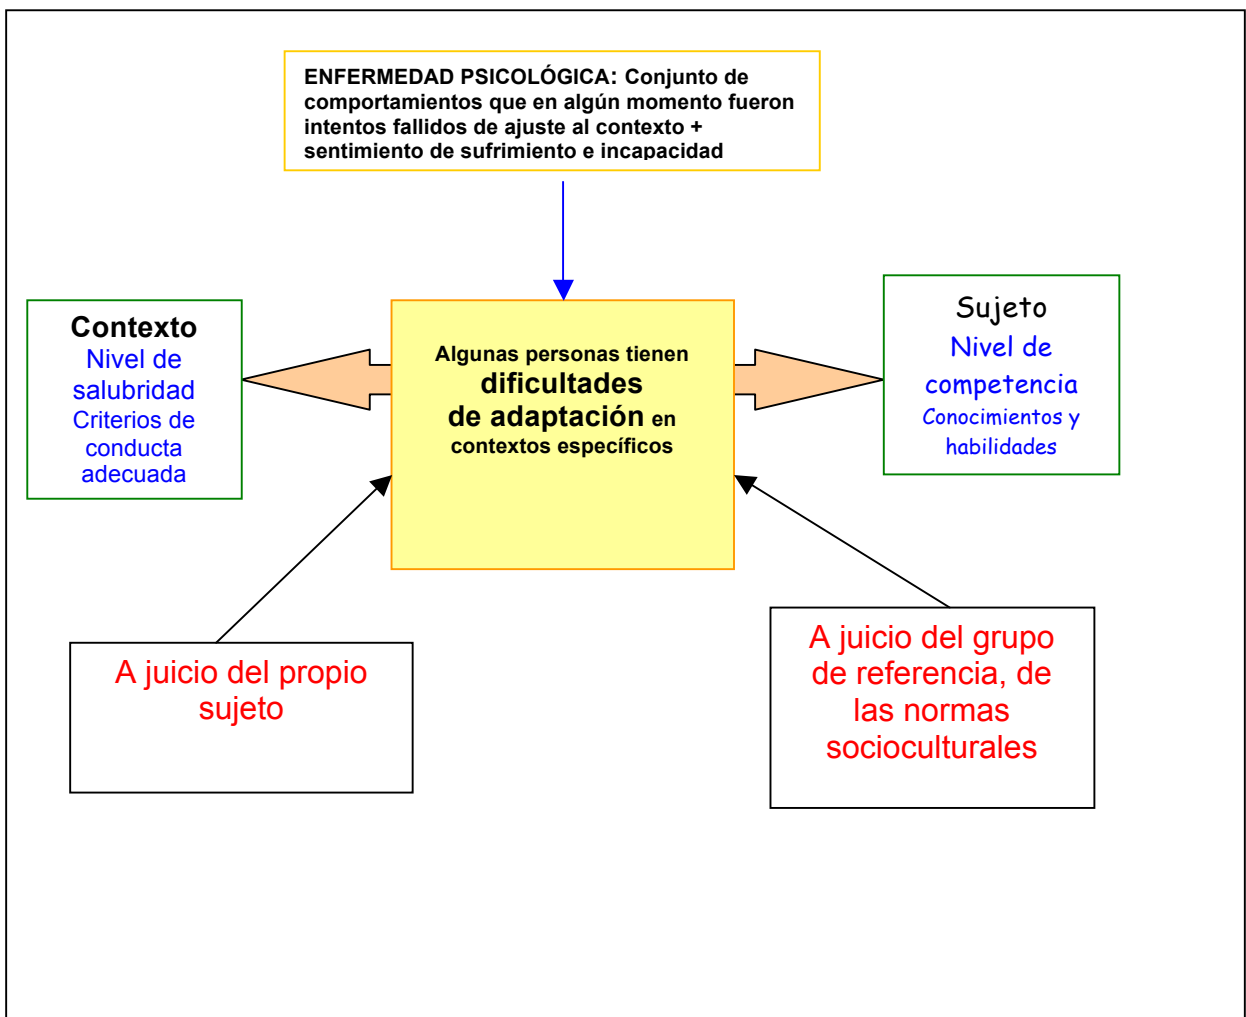 ENFERMEDAD PSICOLÓGICA: Conjunto de
comportamientos que en algún momento fueron
intentos fallidos de ajuste al contexto +
sentimiento de sufrimiento e incapacidad
Contexto
Nivel de
salubridad
Criterios de
conducta
adecuada
Algunas personas tienen
dificultades
de adaptación en
contextos específicos
Sujeto
Nivel de
competencia
Conocimientos y
habilidades
A juicio del propio
sujeto
A juicio del grupo
de referencia, de
las normas
socioculturales